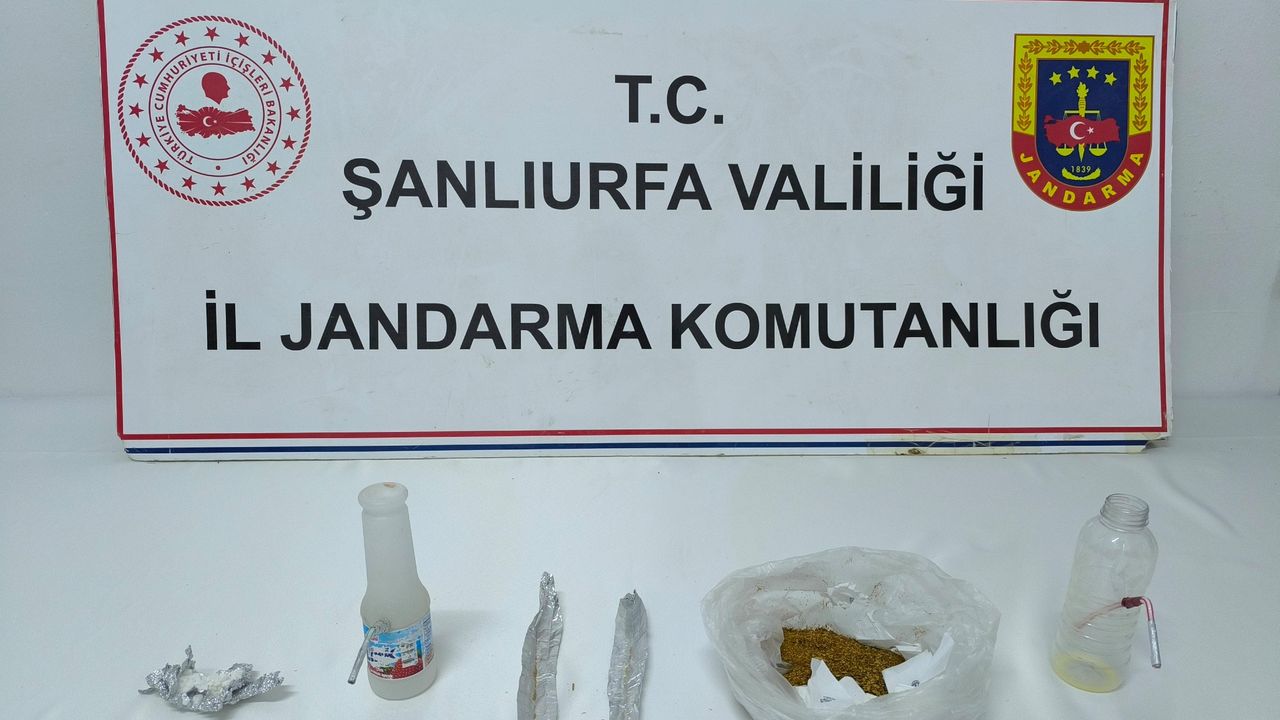 TÜRKİYE CUMHURİYETİ İÇİŞLERİ BAKANLIĞI
T.C.
ŞANLIURFA VALİLİĞİ
İL JANDARMA KOMUTANLIĞI
1839
JANDARMA